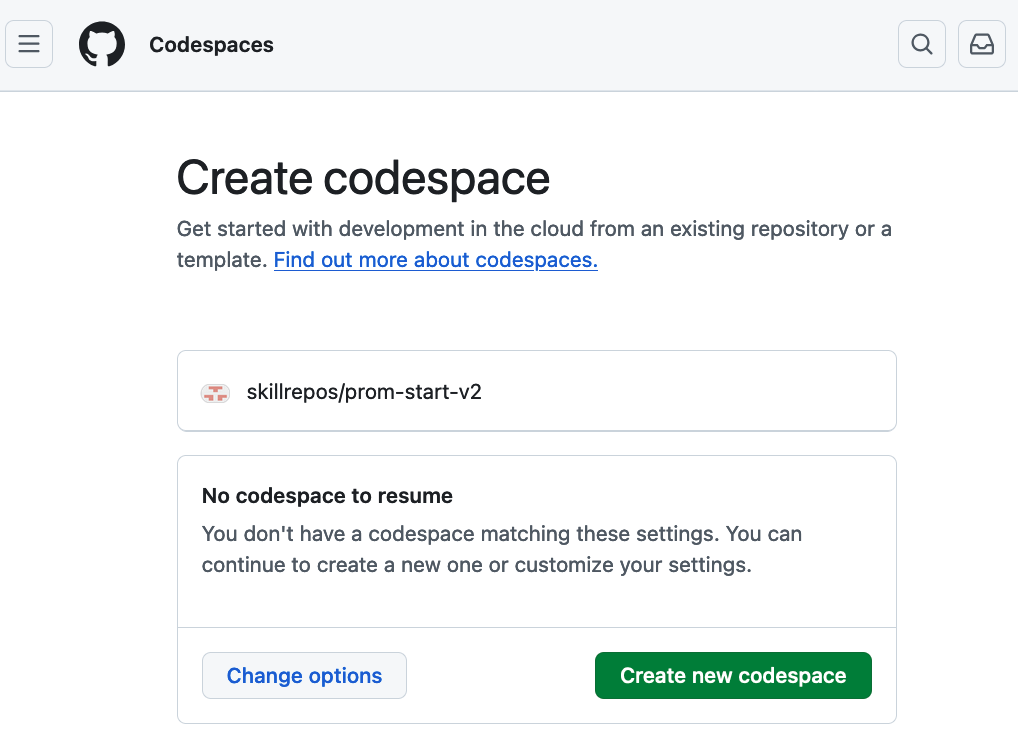 Codespaces
Create codespace
Get started with development in the cloud from an existing repository or a
template. Find out more about codespaces.
skillrepos/prom-start-v2
No codespace to resume
You don't have a codespace matching these settings. You can
continue to create a new one or customize your settings.
Change options
Create new codespace